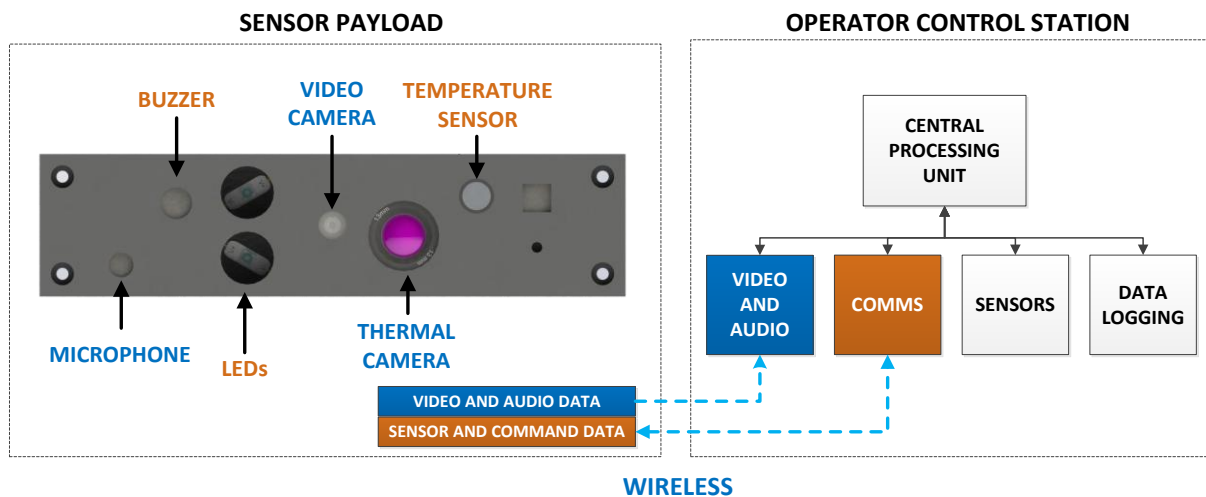 SENSOR PAYLOAD
OPERATOR CONTROL STATION
BUZZER
VIDEO
CAMERA
TEMPERATURE
SENSOR
MICROPHONE
LEDs
THERMAL
CAMERA
VIDEO AND AUDIO DATA
SENSOR AND COMMAND DATA
CENTRAL
PROCESSING
UNIT
VIDEO
AND
AUDIO
COMMS
SENSORS
DATA
LOGGING
WIRELESS